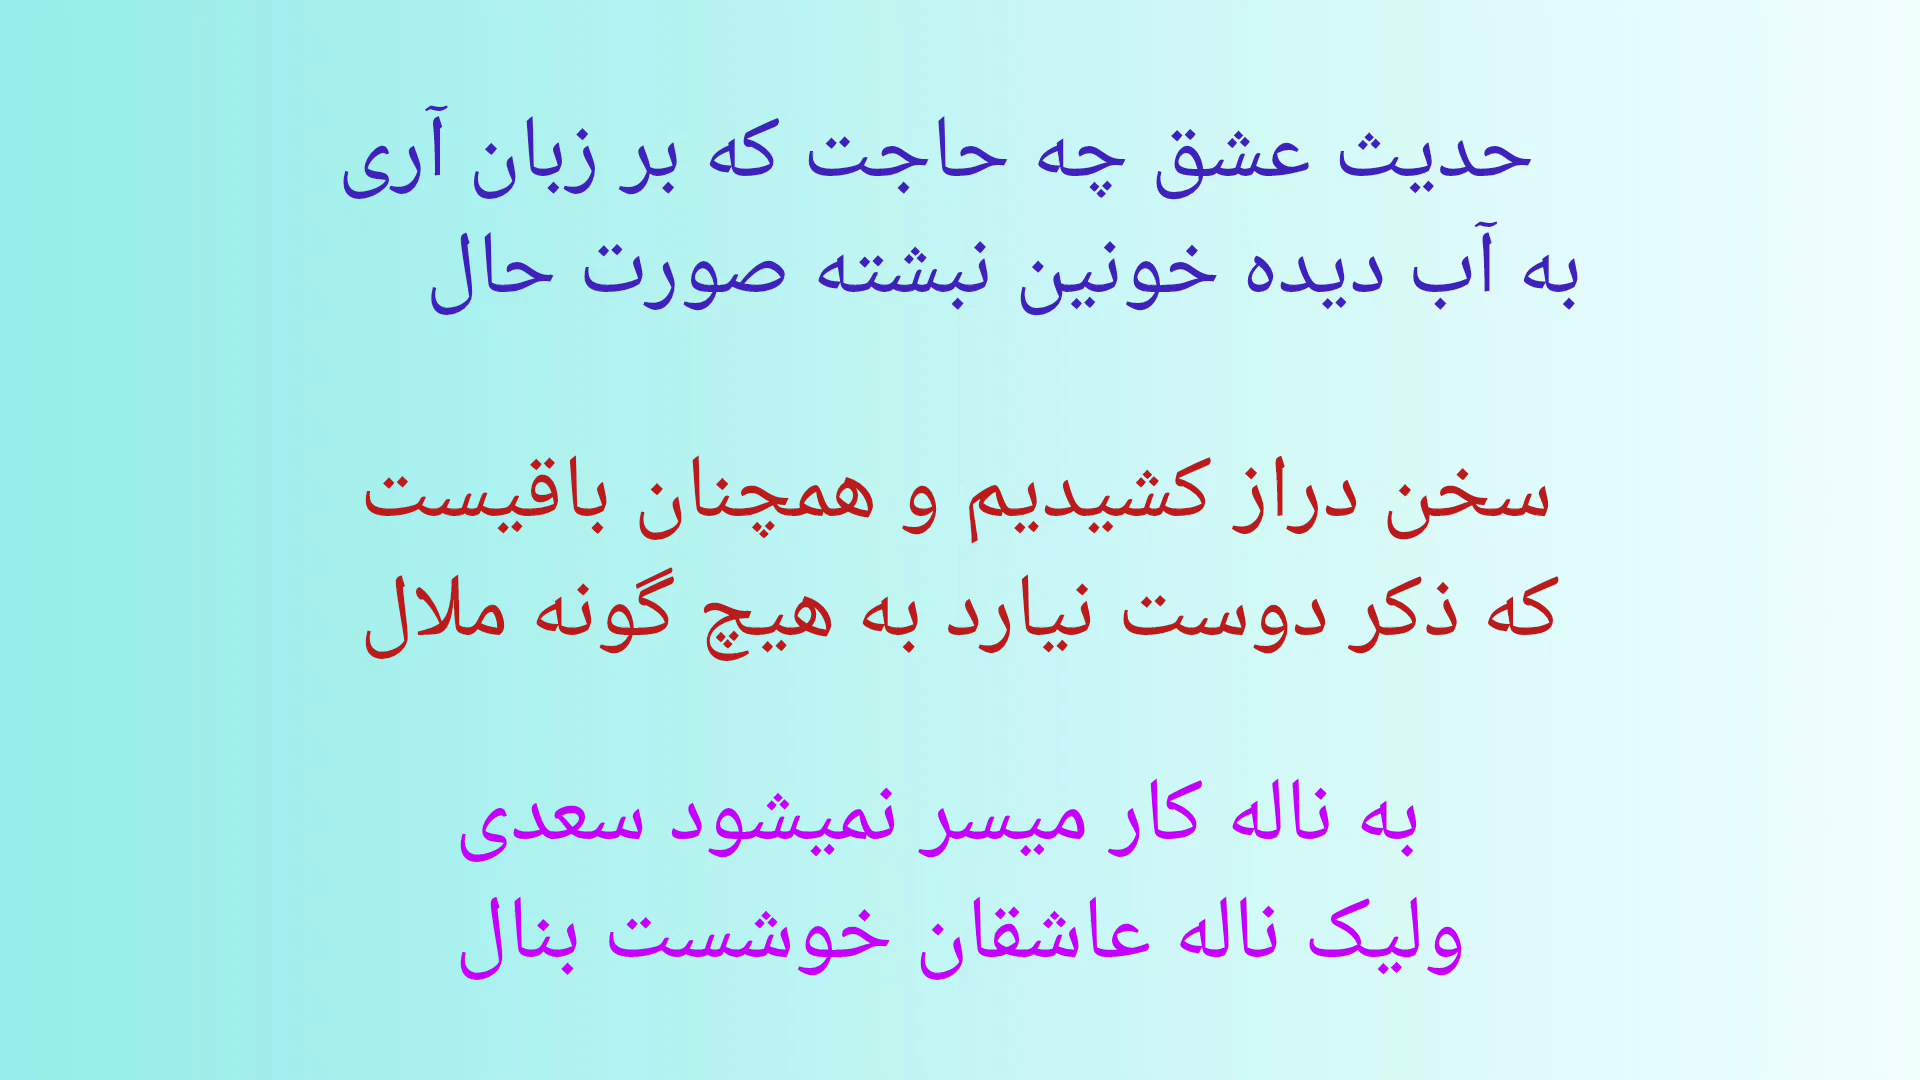 حدیث عشق چه حاجت که بر زبان آری
به آب دیده خونین نبشته صورت حال
سخن دراز کشیدیم و همچنان باقیست
که ذکر دوست نیارد به هیچ گونه ملال
به ناله کار میسر نمیشود سعدی
ولیک ناله عاشقان خوشست بنال